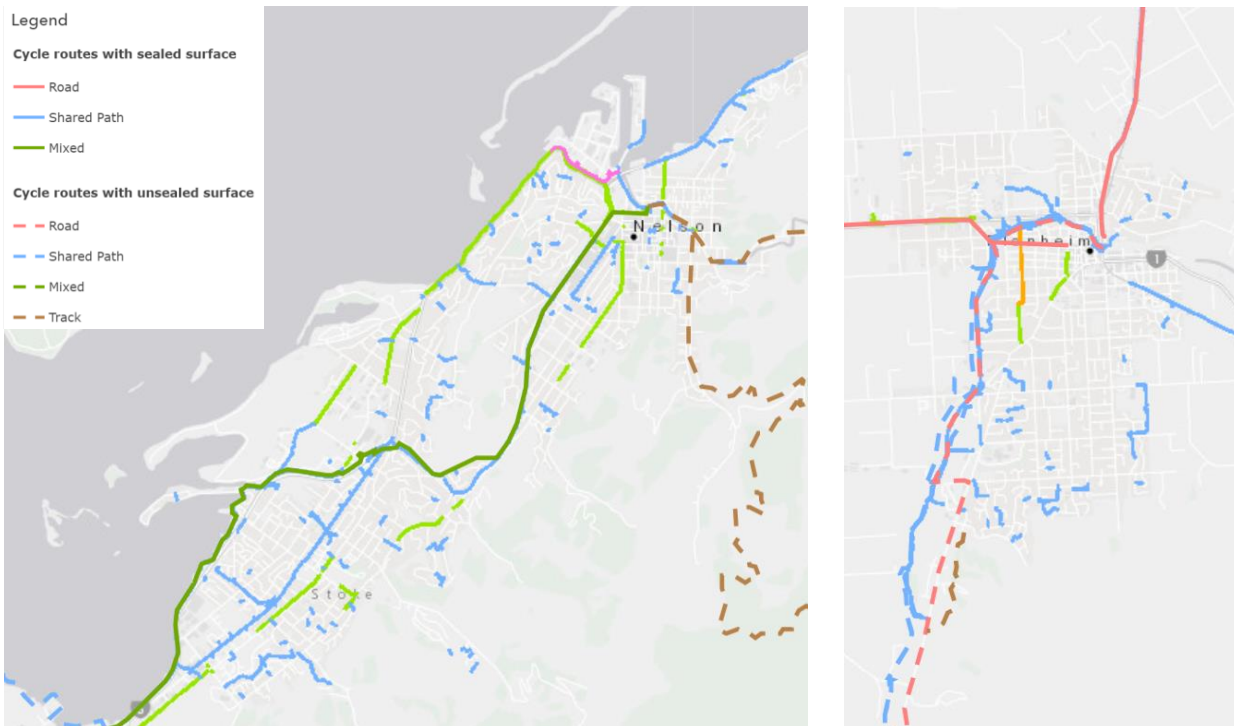 Legend
Cycle routes with sealed surface
Road
Shared Path
Mixed
Cycle routes with unsealed surface
Road
Shared Path
Mixed
Track
Nelson
Stoke
Blenheim
1